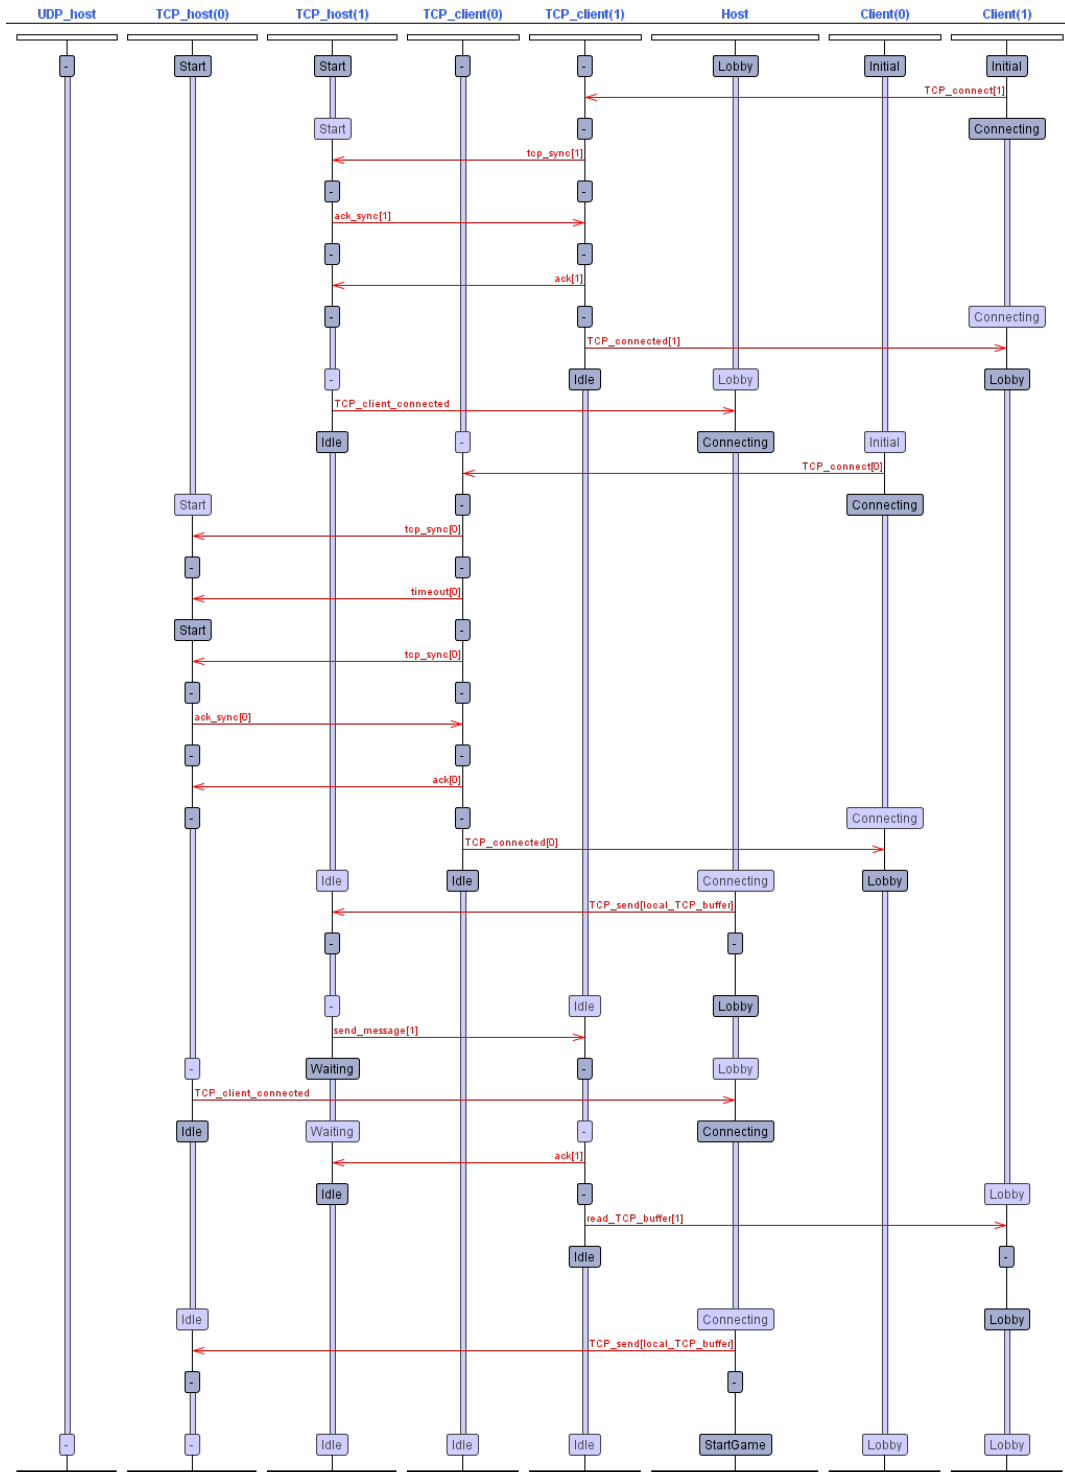 UDP_host TCP_host(0) TCP_host(1) TCP_client(0) TCP_client(1) Host Client(0) Client(1)
- Start Start - - Lobby Initial Initial
TCP_connect[1]
Start - Connecting
tcp_sync[1]
- -
ack_sync[1]
- -
ack[1]
- - Connecting
TCP_connected[1]
- Idle Lobby Lobby
TCP_client_connected
Idle - Connecting Initial
TCP_connect[0]
Start - Connecting
tcp_sync[0]
- -
timeout[0]
Start -
tcp_sync[0]
- -
ack_sync[0]
- -
ack[0]
- - Connecting
TCP_connected[0]
Idle Idle Connecting Lobby
TCP_send[local_TCP_buffer]
- -
- Idle Lobby
send_message[1]
- Waiting - Lobby
TCP_client_connected
Idle Waiting - Connecting
ack[1]
Idle - Lobby
read_TCP_buffer[1]
Idle -
Idle Connecting Lobby
TCP_send[local_TCP_buffer]
- -
- - Idle Idle Idle StartGame Lobby Lobby